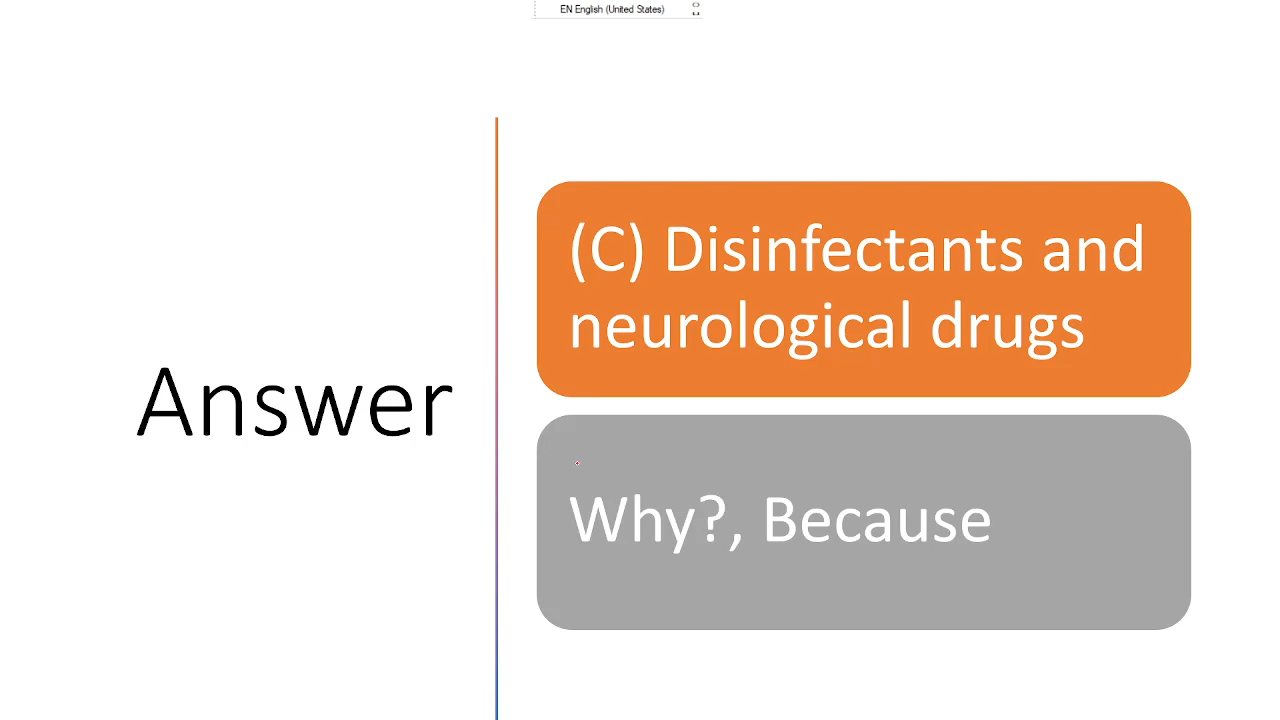 EN English (United States)
(C) Disinfectants and
neurological drugs
Answer
Why?, Because